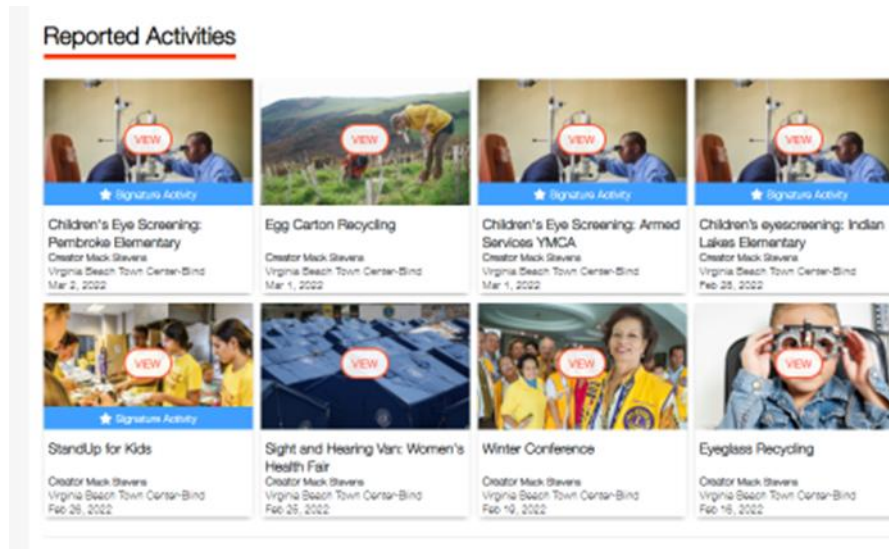 Reported Activities
VIEW
VIEW
VIEW
VIEW
Signature Activity
Signature Activity
Signature Activity
Children's Eye Screening:
Pembroke Elementary
Creator Mack Stevens
Virginia Beach Town Center-Blind
Mar 2, 2022
Egg Carton Recycling
Creator Mack Stevens
Virginia Beach Town Center-Blind
Mar 1, 2022
Children's Eye Screening: Armed
Services YMCA
Creator Mack Stevens
Virginia Beach Town Center-Blind
Mar 1, 2022
Children's eyescreening: Indian
Lakes Elementary
Creator Mack Stevens
Virginia Beach Town Center-Blind
VIEW
VIEW
VIEW
VIEW
Signature Activity
StandUp for Kids
Creator Mack Stevens
Virginia Beach Town Center-Blind
Feb 26, 2022
Sight and Hearing Van: Women's
Health Fair
Creator Mack Stevens
Virginia Beach Town Center-Blind
Feb 25, 2022
Winter Conference
Creator Mack Stevens
Virginia Beach Town Center-Blind
Feb 19, 2022
Eyeglass Recycling
Creator Mack Stevens
Virginia Beach Town Center-Blind
Feb 16, 2022